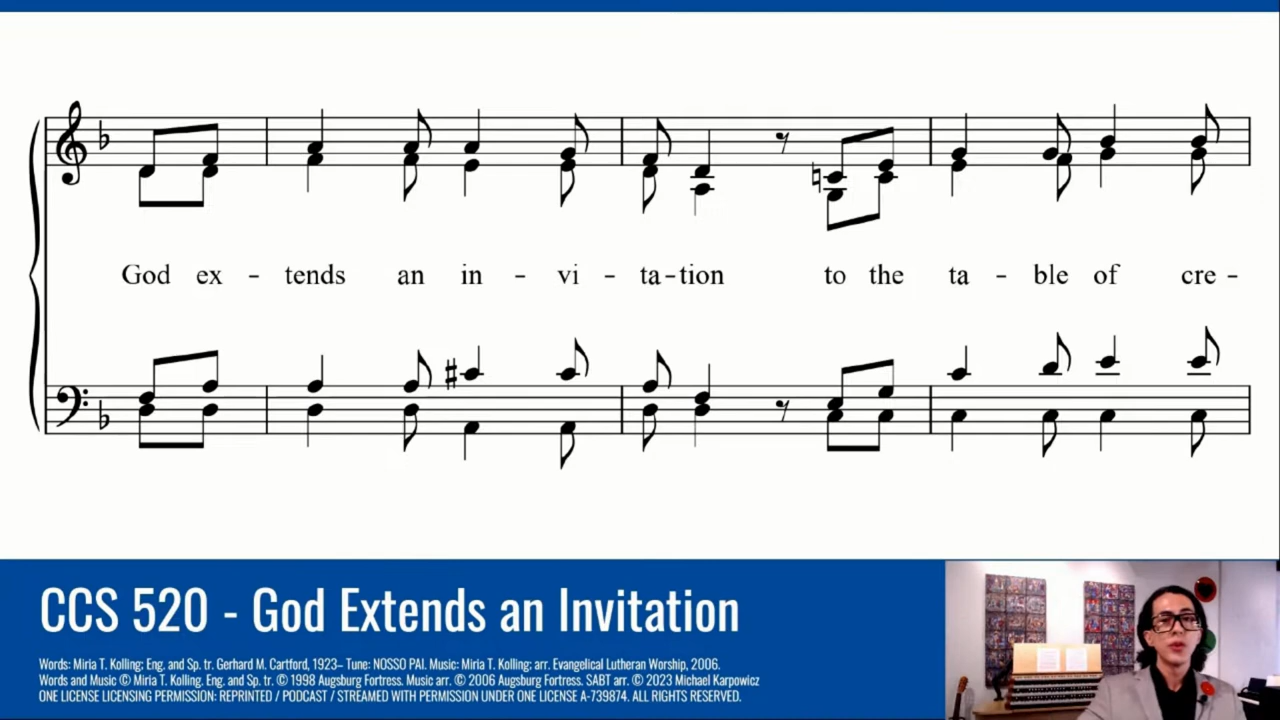 God ex - tends an in - vi - ta-tion to the ta - ble of cre -
CCS 520 - God Extends an Invitation
Words: Miria T. Kolling; Eng. and Sp. tr. Gerhard M. Cartford, 1923– Tune: NOSSO PAI. Music: Miria T. Kolling; arr. Evangelical Lutheran Worship, 2006.
Words and Music © Miria T. Kolling. Eng. and Sp. tr. © 1998 Augsburg Fortress. Music arr. © 2006 Augsburg Fortress. SABT arr. © 2023 Michael Karpowicz
ONE LICENSE LICENSING PERMISSION: REPRINTED / PODCAST / STREAMED WITH PERMISSION UNDER ONE LICENSE A-739874. ALL RIGHTS RESERVED.